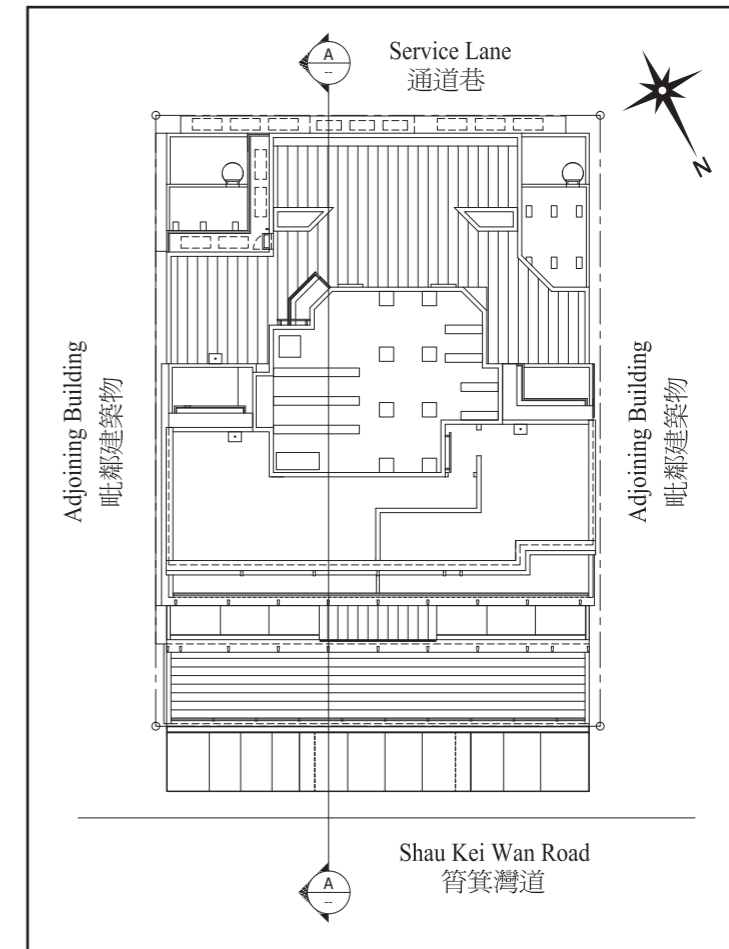 A
--
Service Lane
通道巷
N
Adjoining Building
毗鄰建築物
Adjoining Building
毗鄰建築物
Shau Kei Wan Road
筲箕灣道
A
--